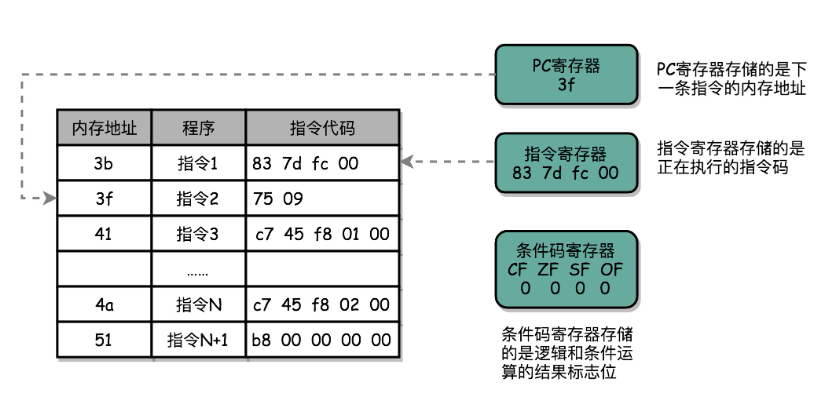 PC寄存器
3f
PC寄存器存储的是下
一条指令的内存地址
内存地址 程序 指令代码
3b 指令1 83 7d fc 00
3f 指令2 75 09
41 指令3 c7 45 f8 01 00
......
4a 指令N c7 45 f8 02 00
51 指令N+1 b8 00 00 00 00
指令寄存器
83 7d fc 00
指令寄存器存储的是
正在执行的指令码
条件码寄存器
CF ZF SF OF
0 0 0 0
条件码寄存器存储
的是逻辑和条件运
算的结果标志位